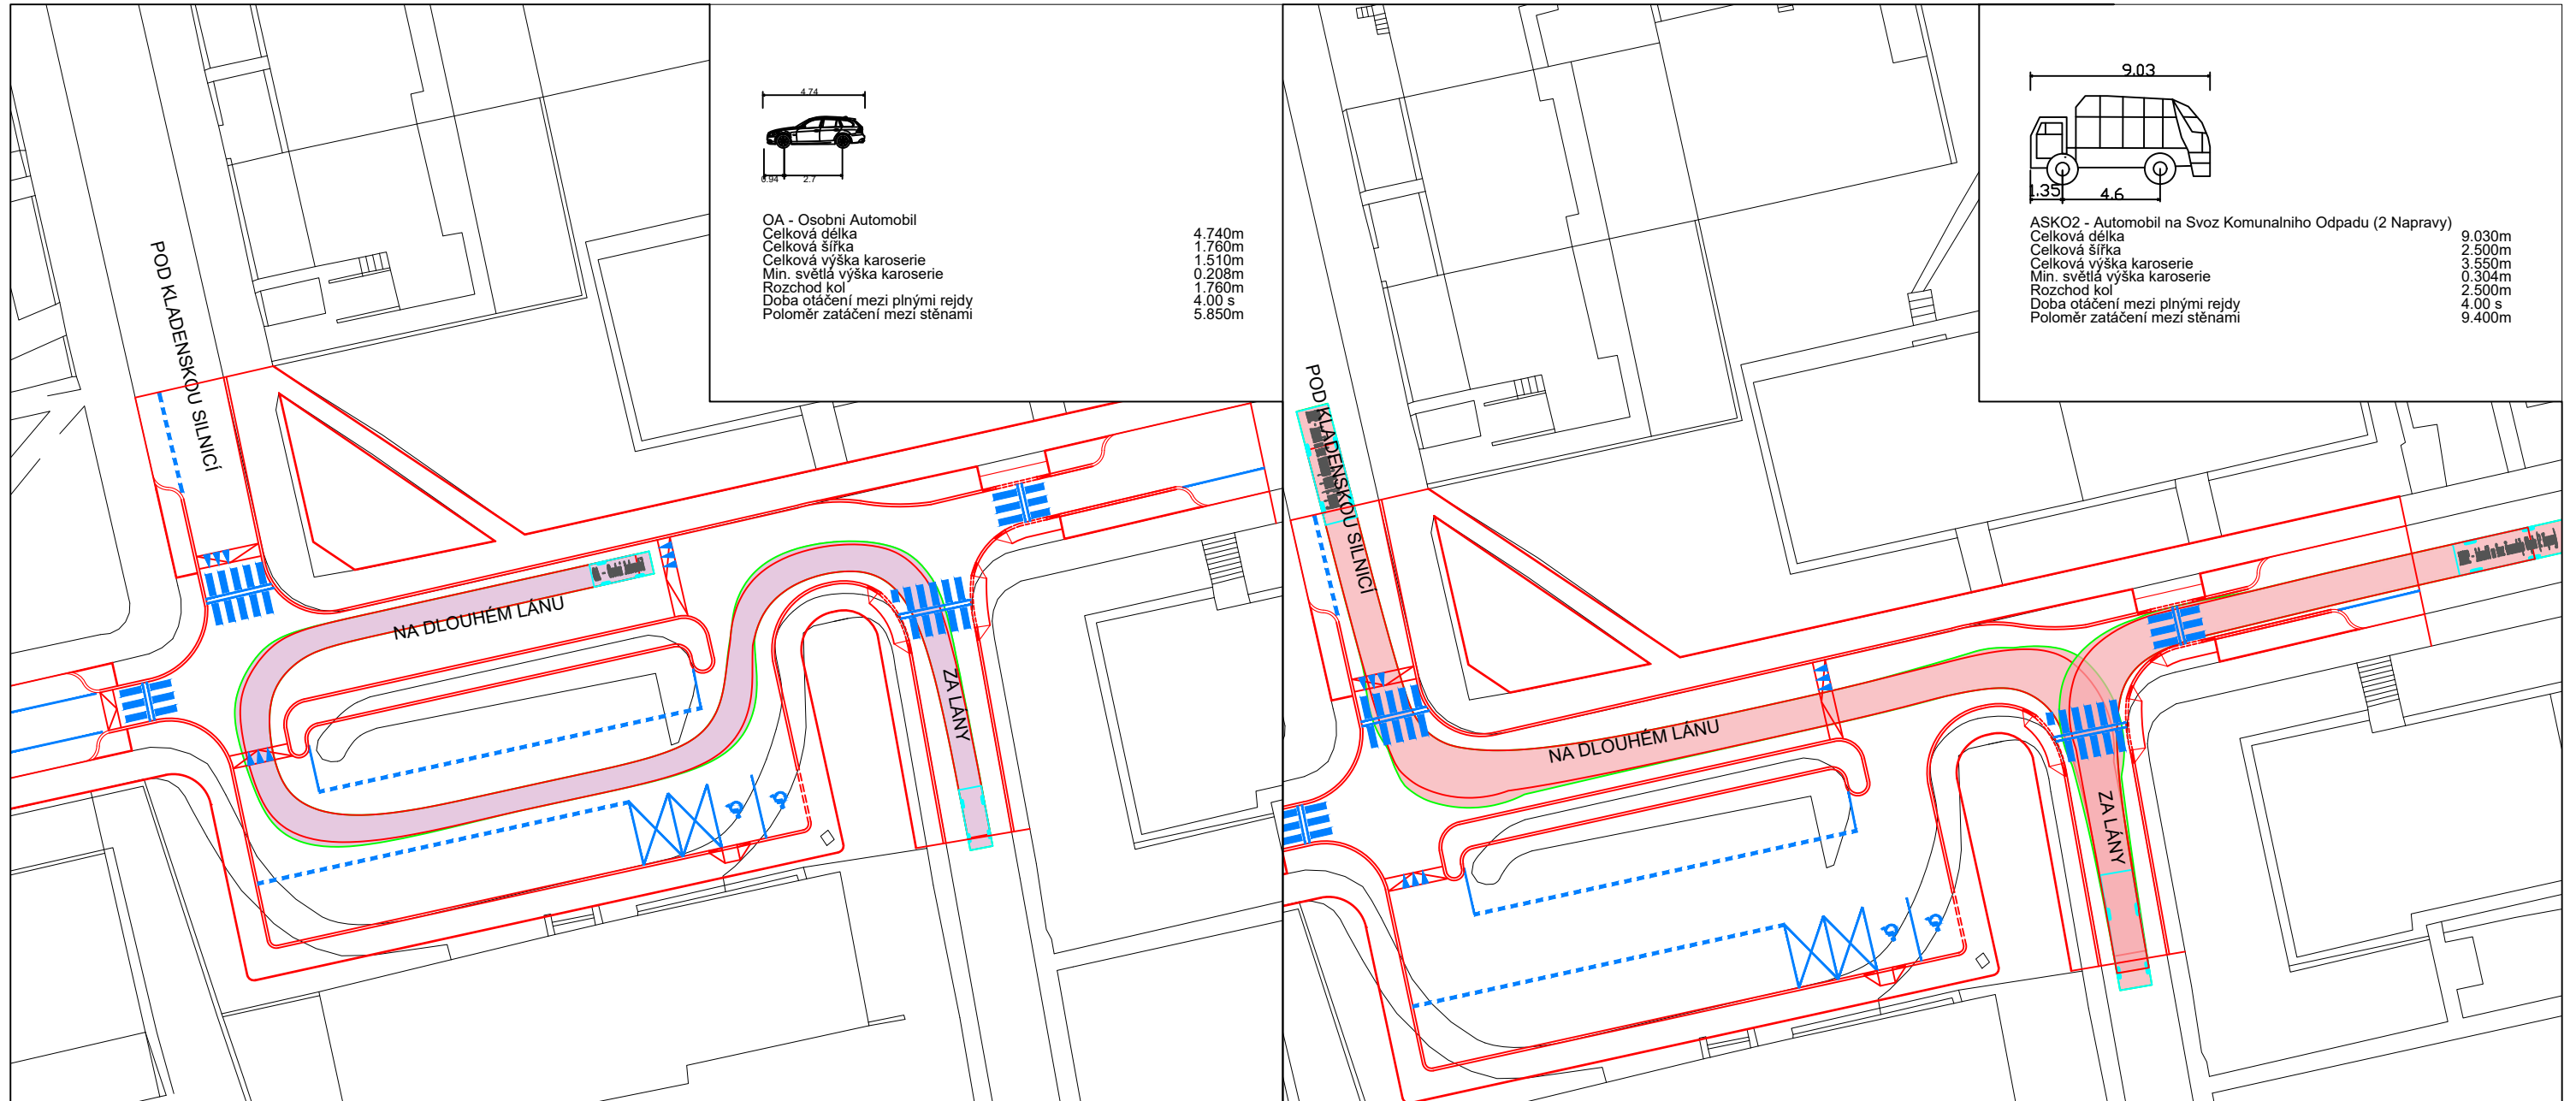 4.74
0.94
2.7
OA - Osobni Automobil
Celková délka 4.740m
Celková šířka 1.760m
Celková výška karoserie 1.510m
Min. světlá výška karoserie 0.208m
Rozchod kol 1.760m
Doba otáčení mezi plnými rejdy 4.00 s
Poloměr zatáčení mezi stěnami 5.850m
POD KLADENSKOU SILNICÍ
NA DLOUHÉM LÁNU
ZA LÁNY
9.03
1.35
4.6
ASKO2 - Automobil na Svoz Komunalniho Odpadu (2 Napravy)
Celková délka 9.030m
Celková šířka 2.500m
Celková výška karoserie 3.550m
Min. světlá výška karoserie 0.304m
Rozchod kol 2.500m
Doba otáčení mezi plnými rejdy 4.00 s
Poloměr zatáčení mezi stěnami 9.400m
POD KLADENSKOU SILNICÍ
NA DLOUHÉM LÁNU
ZA LÁNY